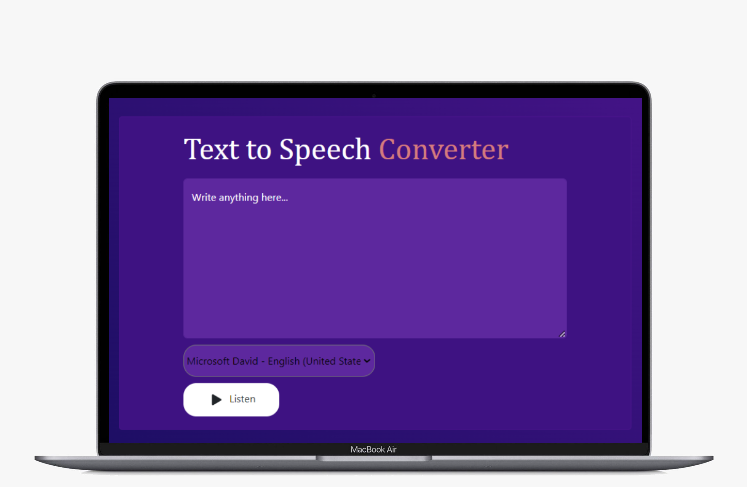 Text to Speech Converter
Write anything here...
Microsoft David - English (United State
Listen
MacBook Air